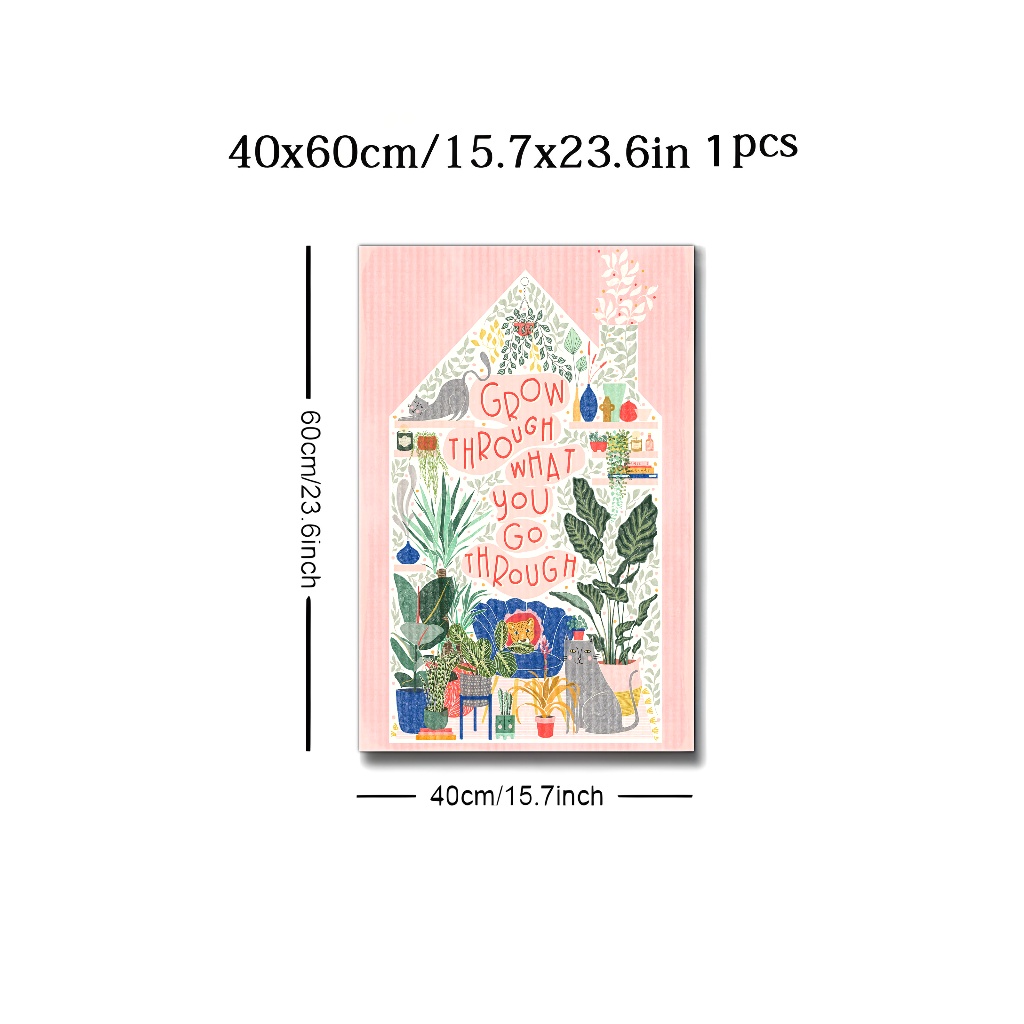 40x60cm/15.7x23.6in 1pcs
GROW
THROUGH
WHAT
YOU
GO
THROUGH
60cm/23.6inch
40cm/15.7inch